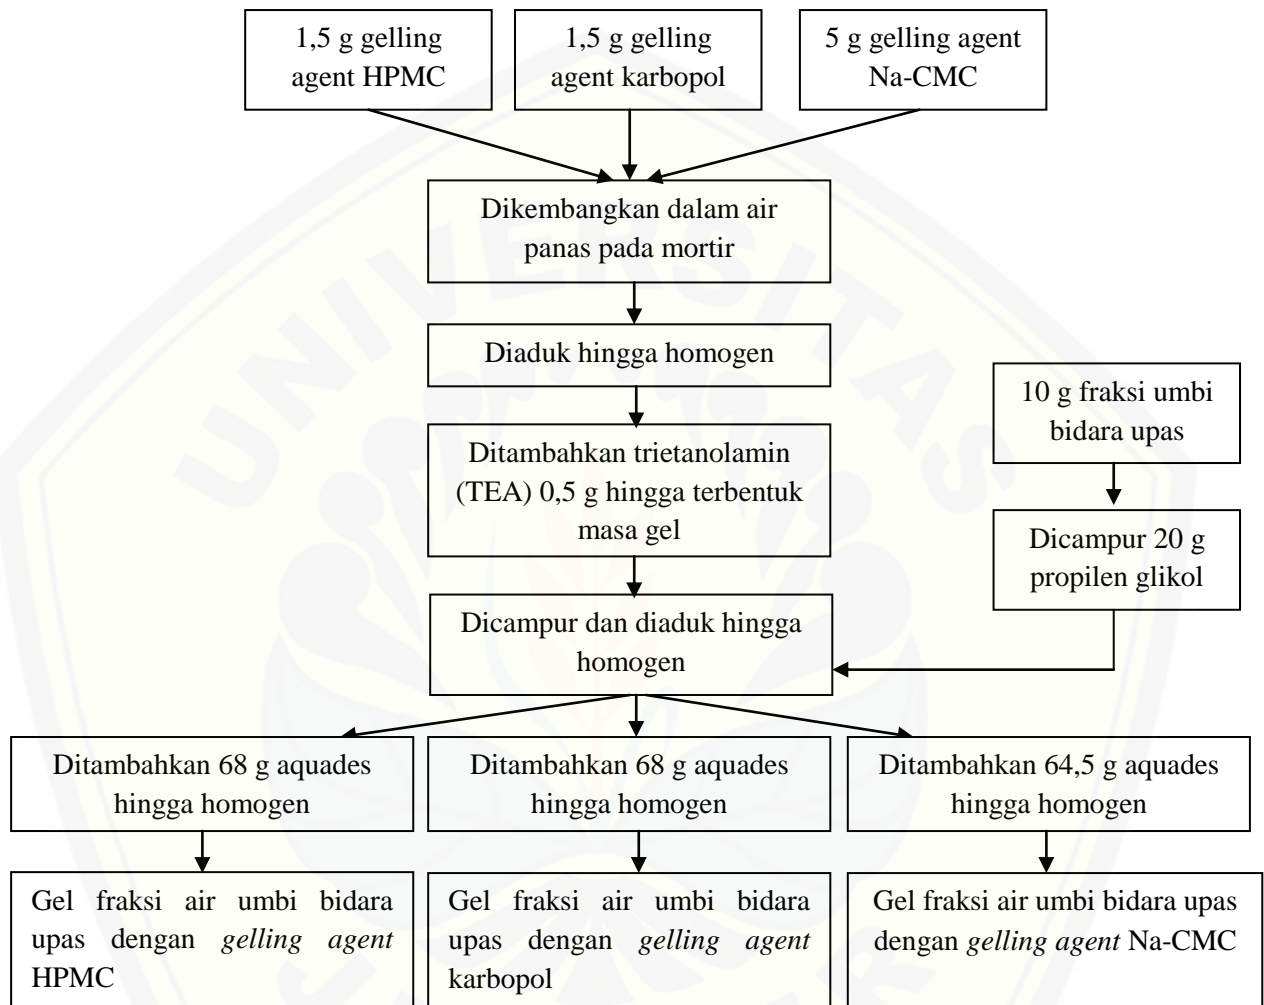 1,5 g gelling
agent HPMC
1,5 g gelling
agent karbopol
5 g gelling agent
Na-CMC
Dikembangkan dalam air
panas pada mortir
Diaduk hingga homogen
10 g fraksi umbi
bidara upas
Ditambahkan trietanolamin
(TEA) 0,5 g hingga terbentuk
masa gel
Dicampur 20 g
propilen glikol
Dicampur dan diaduk hingga
homogen
Ditambahkan 68 g aquades
hingga homogen
Ditambahkan 68 g aquades
hingga homogen
Ditambahkan 64,5 g aquades
hingga homogen
Gel fraksi air umbi bidara
upas dengan gelling agent
HPMC
Gel fraksi air umbi bidara
upas dengan gelling agent
karbopol
Gel fraksi air umbi bidara upas
dengan gelling agent Na-CMC
UNIVERSITAS